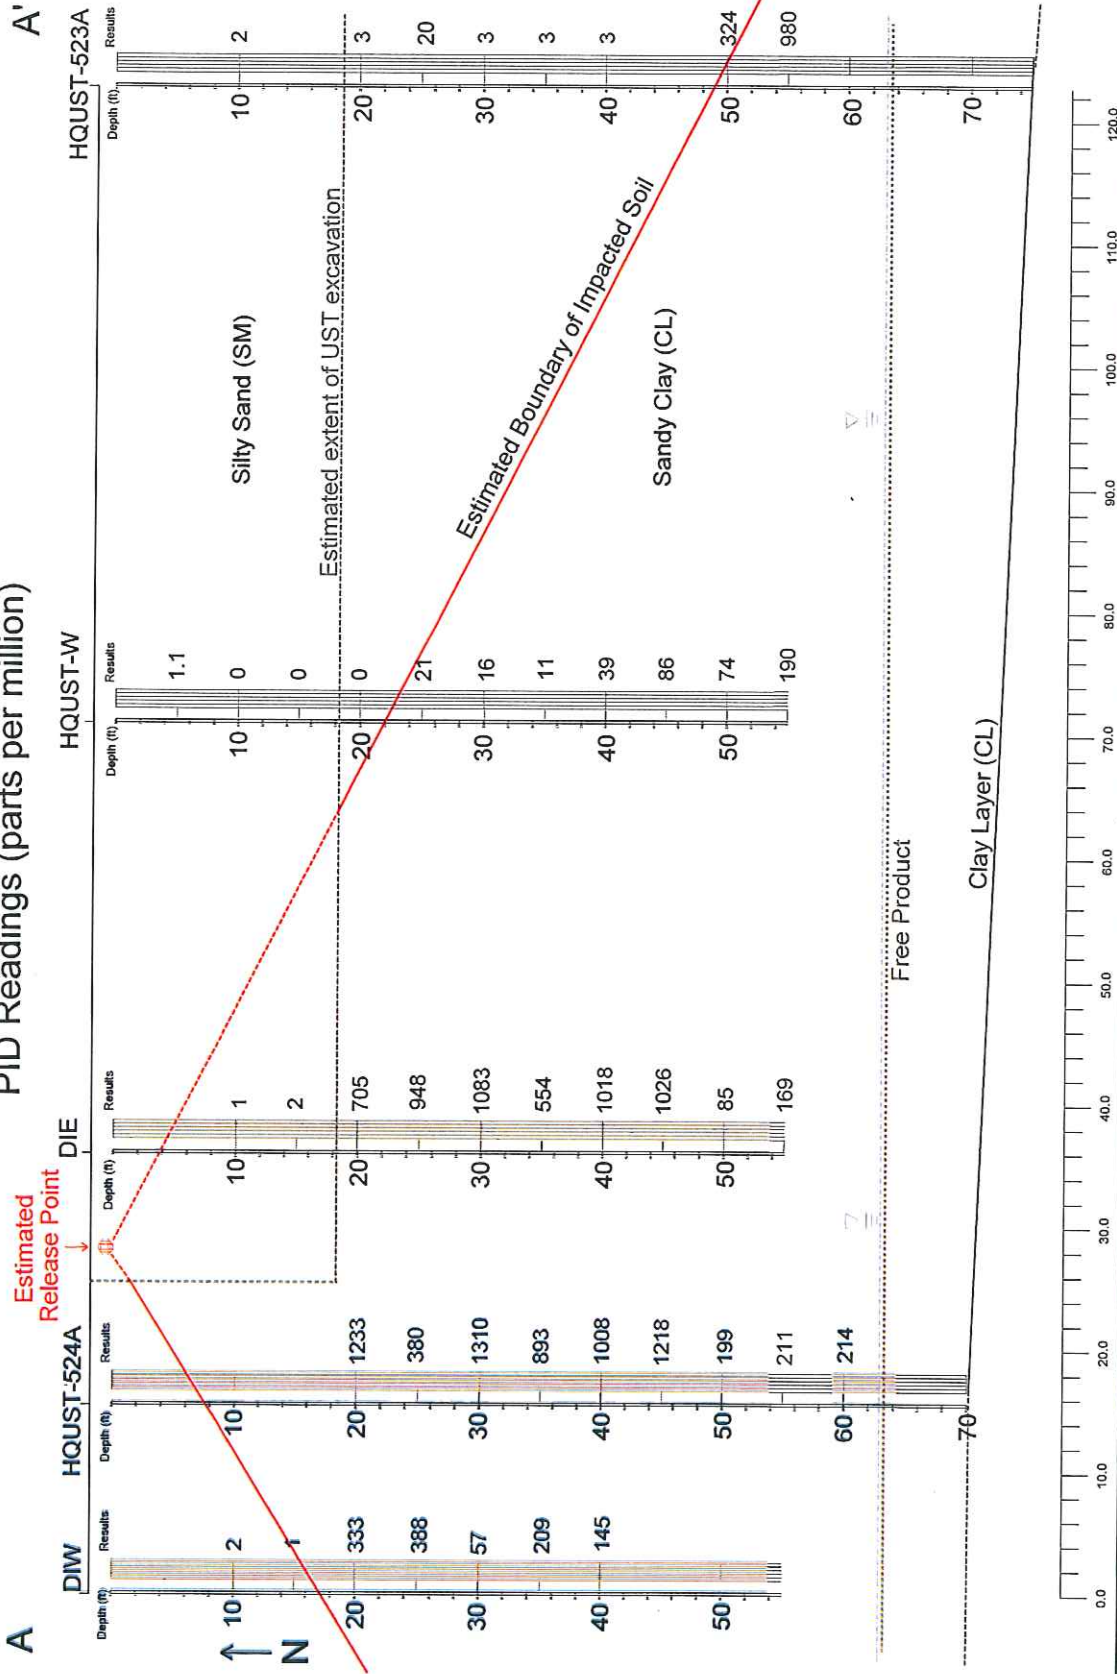 PID Readings (parts per million)
A
A'
DIW
HQUST-524A
Estimated
Release Point
DIE
HQUST-W
HQUST-523A
Depth (ft)
Results
10
20
30
40
50
2
1
333
388
57
209
145
Depth (ft)
Results
10
20
30
40
50
60
70
1233
380
1310
893
1008
1218
199
211
214
Depth (ft)
Results
10
20
30
40
50
1
2
705
948
1083
554
1018
1026
85
169
Depth (ft)
Results
10
20
30
40
50
1.1
0
0
0
21
16
11
39
86
74
190
Depth (ft)
Results
10
20
30
40
50
60
70
2
3
20
3
3
3
324
980
N
Silty Sand (SM)
Estimated extent of UST excavation
Estimated Boundary of Impacted Soil
Sandy Clay (CL)
Free Product
Clay Layer (CL)
0.0 10.0 20.0 30.0 40.0 50.0 60.0 70.0 80.0 90.0 100.0 110.0 120.0